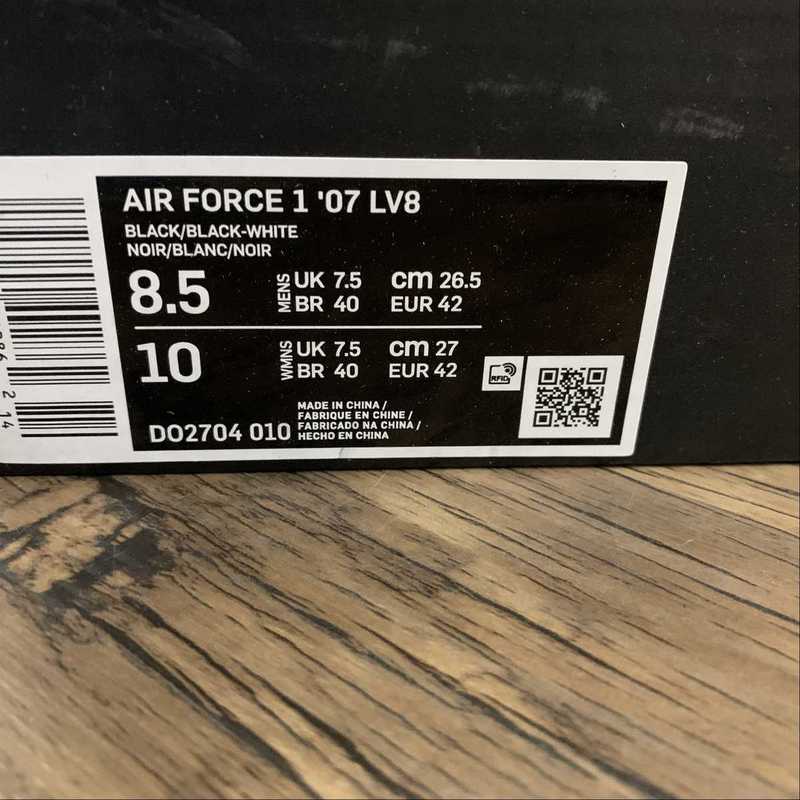 AIR FORCE 1 '07 LV8
BLACK/BLACK-WHITE
NOIR/BLANC/NOIR
8.5 MENS UK 7.5 cm 26.5
BR 40 EUR 42
10 WMNS UK 7.5 cm 27
BR 40 EUR 42
RFID
DO2704 010
MADE IN CHINA /
FABRIQUE EN CHINE /
FABRICADO NA CHINA /
HECHO EN CHINA
2 14